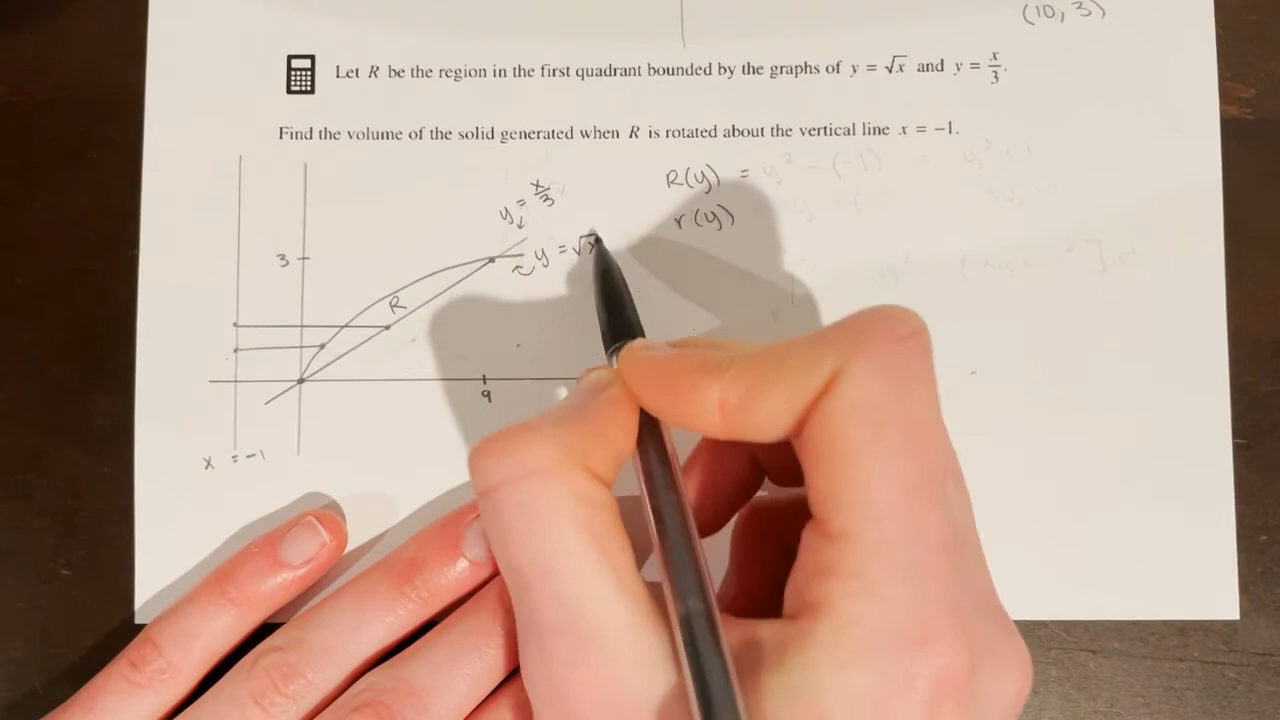 (10, 3)
Let R be the region in the first quadrant bounded by the graphs of y = √x and y = x/3.
Find the volume of the solid generated when R is rotated about the vertical line x = −1.
y = x/3
R(y) =
r(y)
y = √x
3
R
9
x = -1